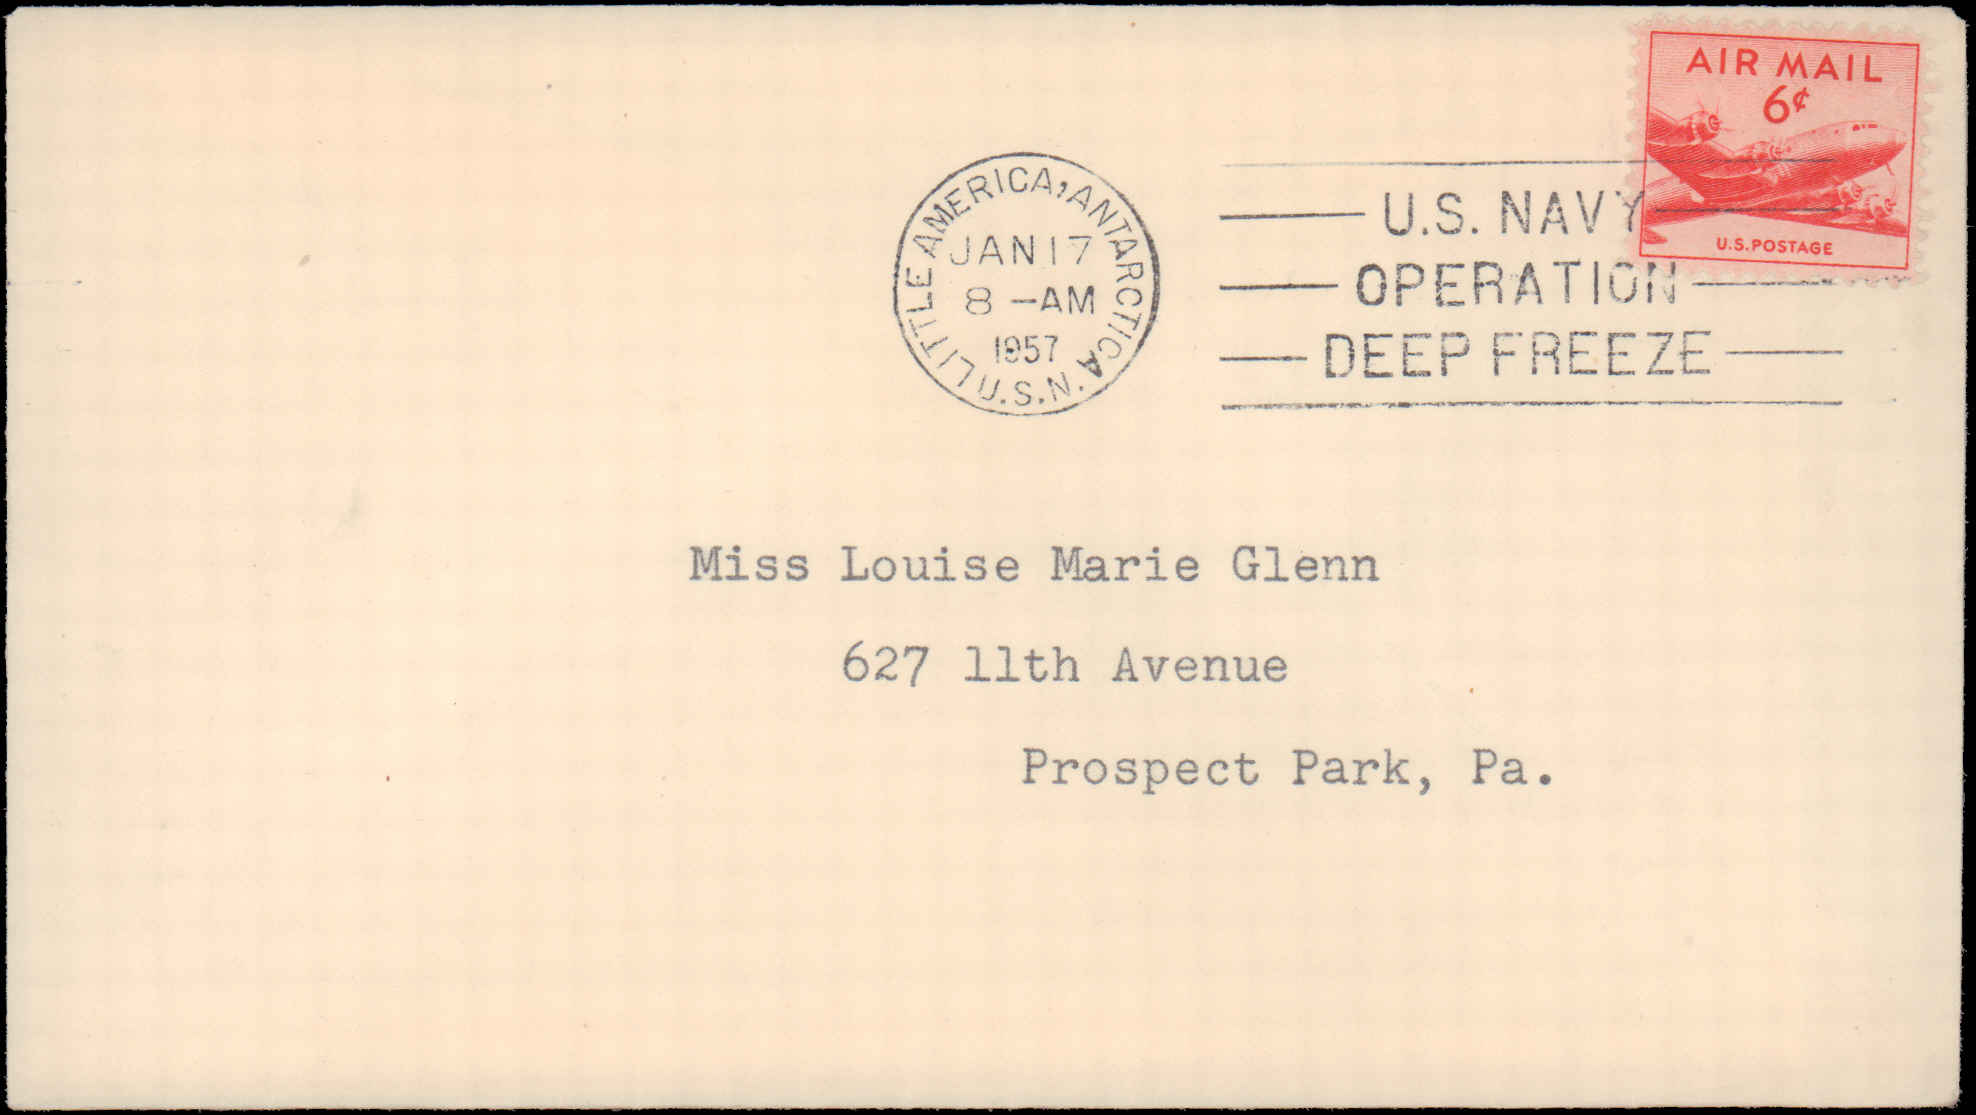 AIR MAIL
6¢
U.S. POSTAGE
LITTLE AMERICA, ANTARCTICA
JAN 17
8 – AM
1957
U.S.N.
U.S. NAVY
OPERATION
DEEP FREEZE
Miss Louise Marie Glenn
627 11th Avenue
Prospect Park, Pa.